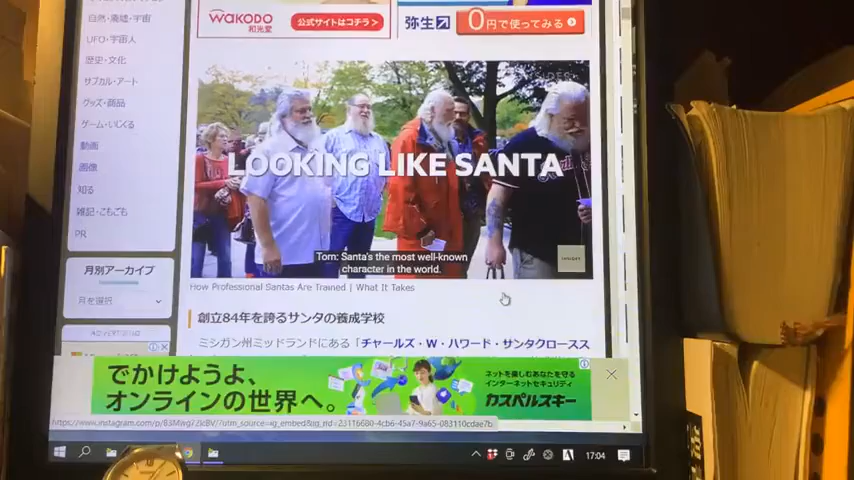 自然・廃墟・宇宙
UFO・宇宙人
歴史・文化
サブカル・アート
グッズ・商品
ゲーム・いじくる
動画
画像
知る
雑記・こもごも
PR
月別アーカイブ
月を選択
WAKODO
和光堂
公式サイトはコチラ
弥生
0円で使ってみる
LOOKING LIKE SANTA
Tom: Santa's the most well-known
character in the world.
INSIDER
How Professional Santas Are Trained | What It Takes
創立84年を誇るサンタの養成学校
ミシガン州ミッドランドにある「チャールズ・W・ハワード・サンタクロースス
でかけようよ、
オンラインの世界へ。
ネットを楽しむあなたを守る
インターネットセキュリティ
カスペルスキー
17:04